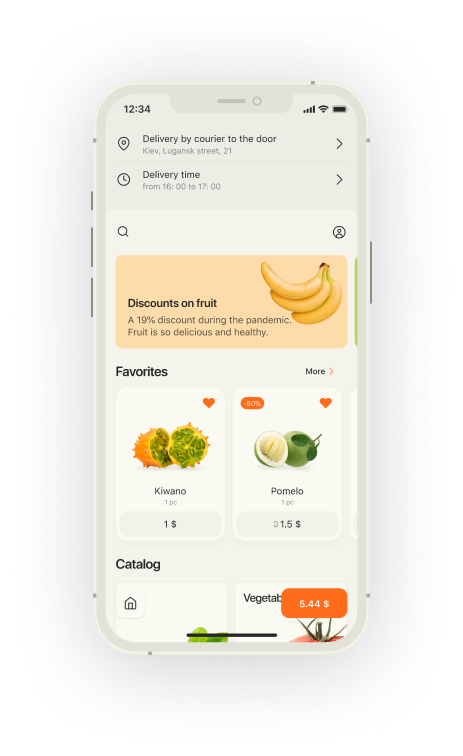 12:34
Delivery by courier to the door
Kiev, Lugansk street, 21
Delivery time
from 16: 00 to 17: 00
Discounts on fruit
A 19% discount during the pandemic.
Fruit is so delicious and healthy.
Favorites
More
-50%
Kiwano
Pomelo
1 pc
1 pc
1 $
3 1.5 $
Catalog
Vegetab
5.44 $